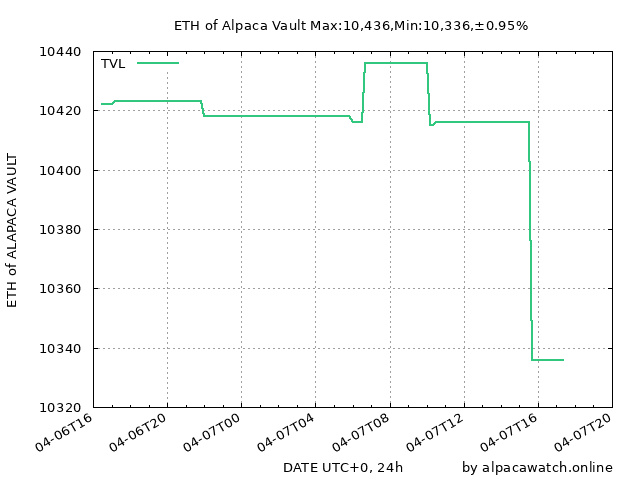 ETH of Alpaca Vault Max:10,436,Min:10,336,±0.95%
10440
TVL
10420
10400
10380
10360
10340
10320
ETH of ALAPACA VAULT
04-06T16
04-06T20
04-07T00
04-07T04
04-07T08
04-07T12
04-07T16
04-07T20
DATE UTC+0, 24h
by alpacawatch.online